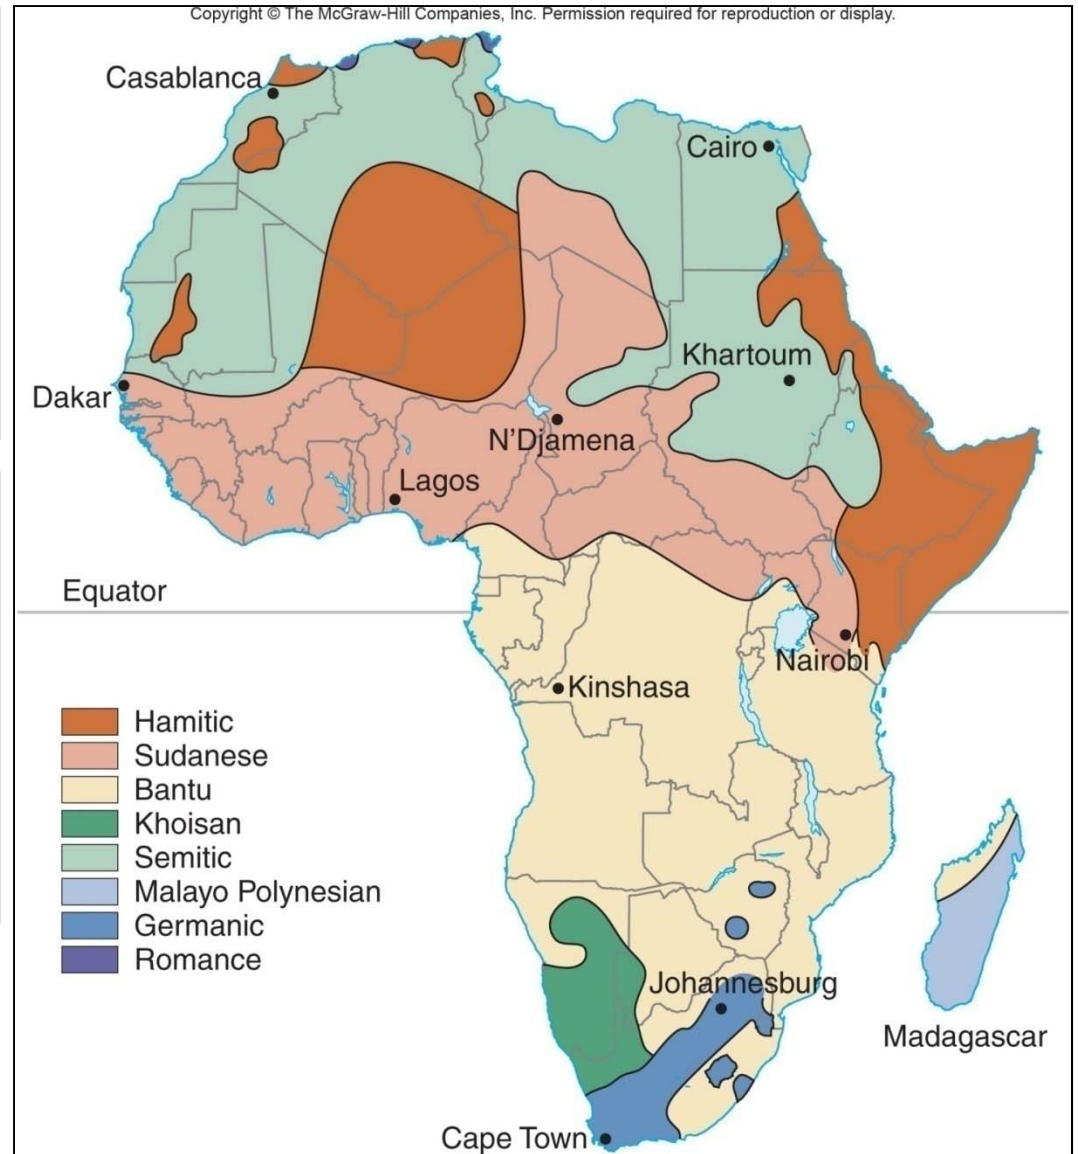 Copyright © The McGraw-Hill Companies, Inc. Permission required for reproduction or display.
Casablanca
Cairo
Khartoum
Dakar
N'Djamena
Lagos
Equator
Nairobi
Kinshasa
Hamitic
Sudanese
Bantu
Khoisan
Semitic
Malayo Polynesian
Germanic
Romance
Johannesburg
Madagascar
Cape Town